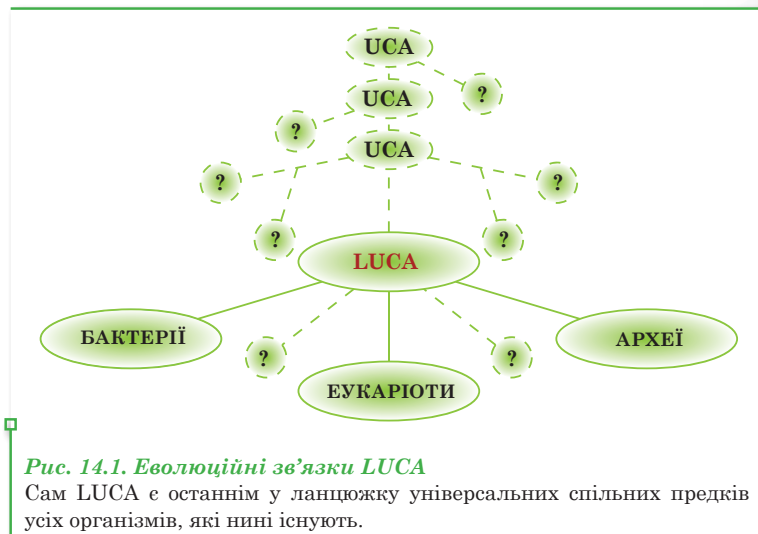 UCA
?
UCA
?
UCA
?
?
?
?
LUCA
БАКТЕРІЇ
АРХЕЇ
?
?
ЕУКАРІОТИ
Рис. 14.1. Еволюційні зв’язки LUCA
Сам LUCA є останнім у ланцюжку універсальних спільних предків
усіх організмів, які нині існують.